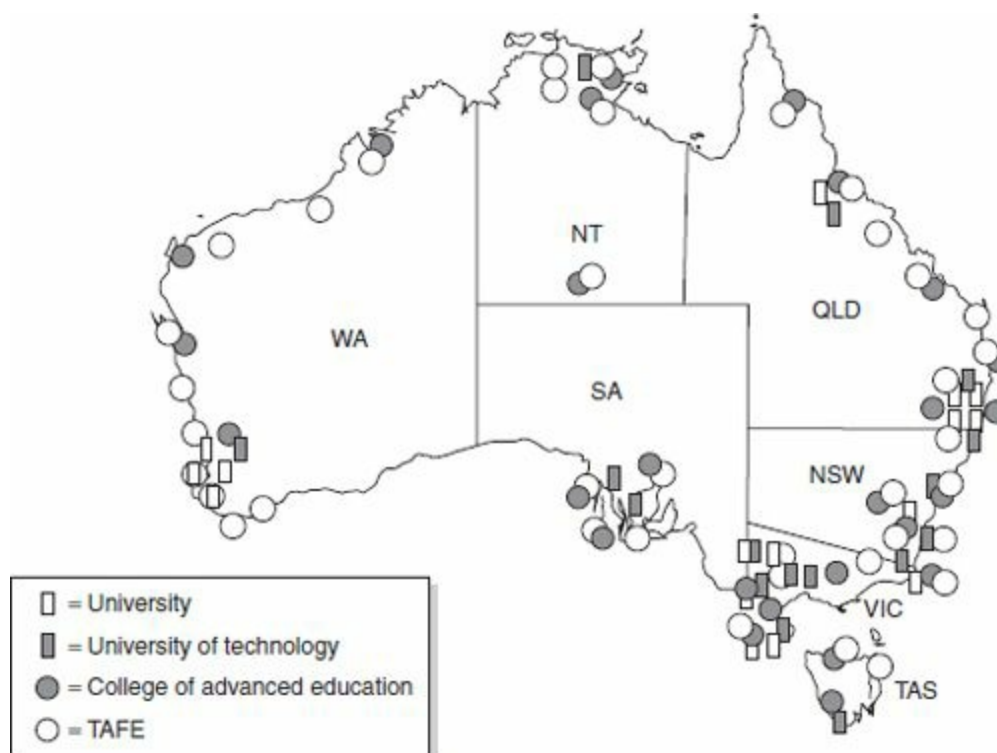 NT
QLD
WA
SA
NSW
VIC
TAS
= University
= University of technology
= College of advanced education
= TAFE